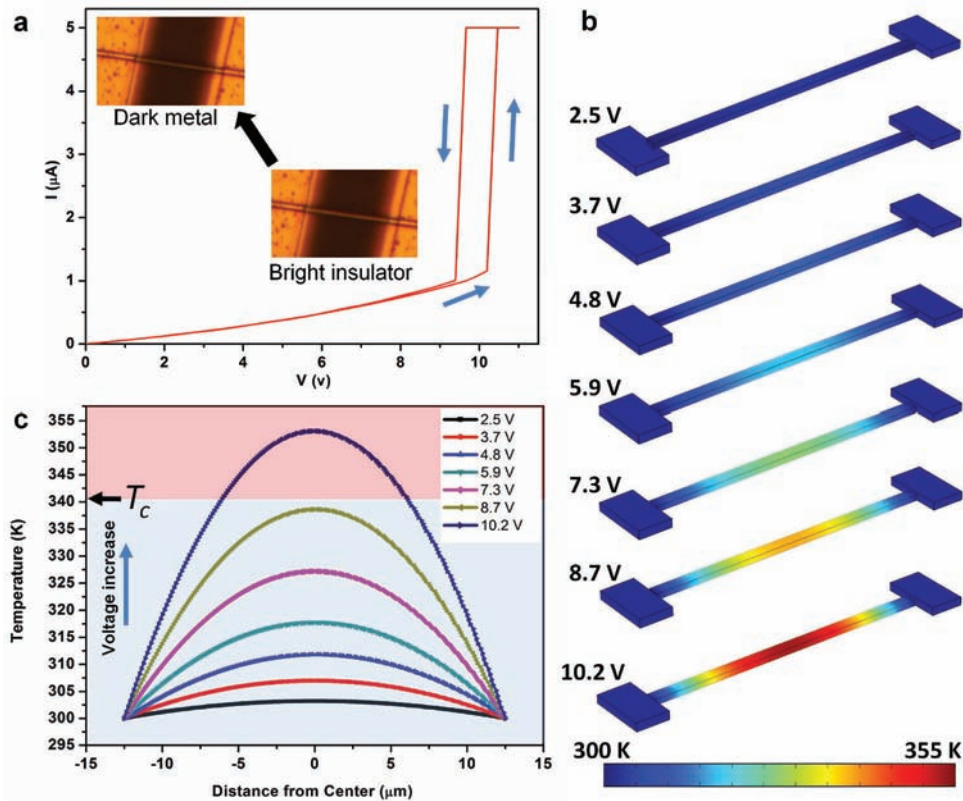 a
I (μA)
5
4
3
2
1
0
Dark metal
Bright insulator
0
2
4
6
8
10
V (v)
b
2.5 V
3.7 V
4.8 V
5.9 V
7.3 V
8.7 V
10.2 V
300 K
355 K
c
Temperature (K)
355
350
345
340
335
330
325
320
315
310
305
300
295
Tc
Voltage increase
2.5 V
3.7 V
4.8 V
5.9 V
7.3 V
8.7 V
10.2 V
-15
-10
-5
0
5
10
15
Distance from Center (μm)